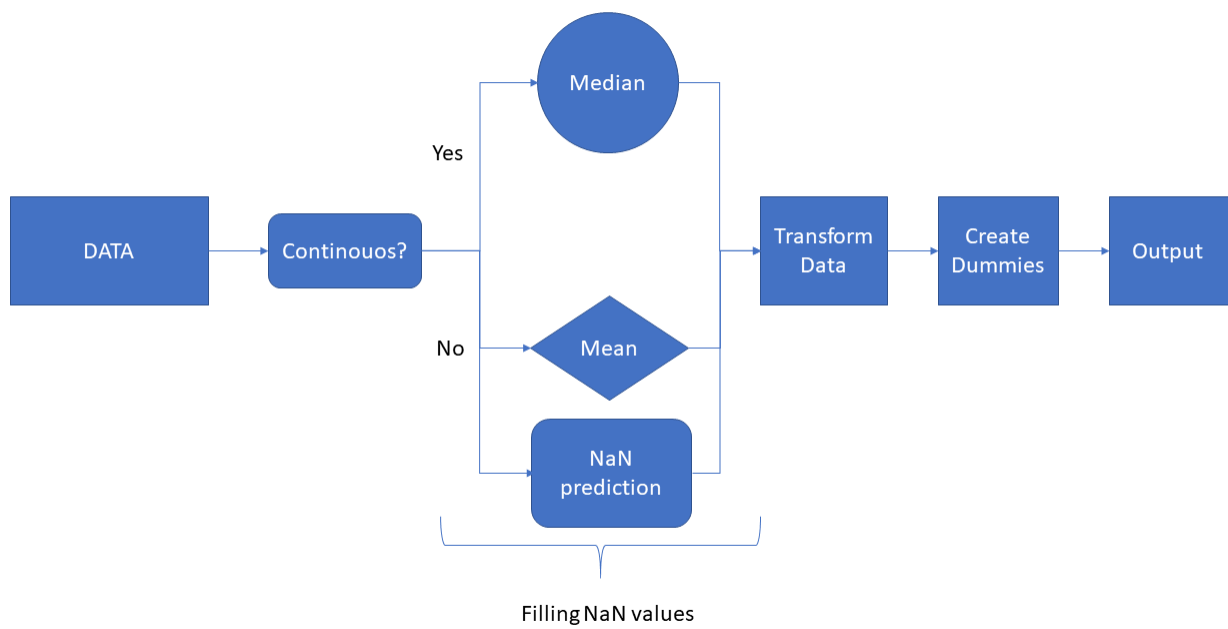 Median
Yes
DATA
Continouos?
Transform
Data
Create
Dummies
Output
No
Mean
NaN
prediction
Filling NaN values